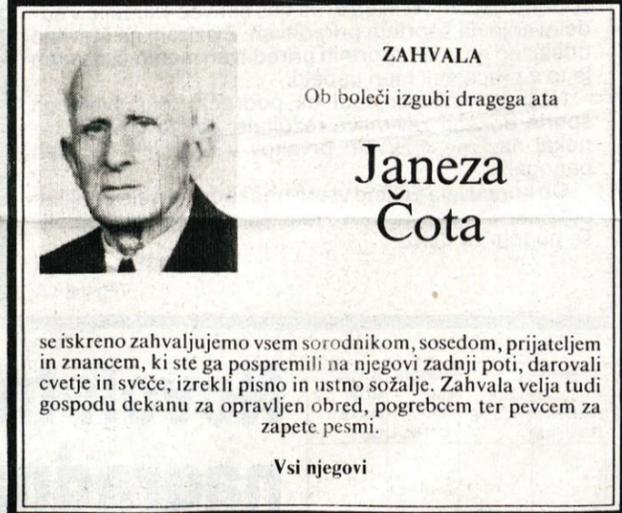 ZAHVALA
Ob boleči izgubi dragega ata
Janeza
Čota
se iskreno zahvaljujemo vsem sorodnikom, sosedom, prijateljem
in znancem, ki ste ga pospremili na njegovi zadnji poti, darovali
cvetje in sveče, izrekli pisno in ustno sožalje. Zahvala velja tudi
gospodu dekanu za opravljen obred, pogrebcem ter pevcem za
zapete pesmi.
Vsi njegovi